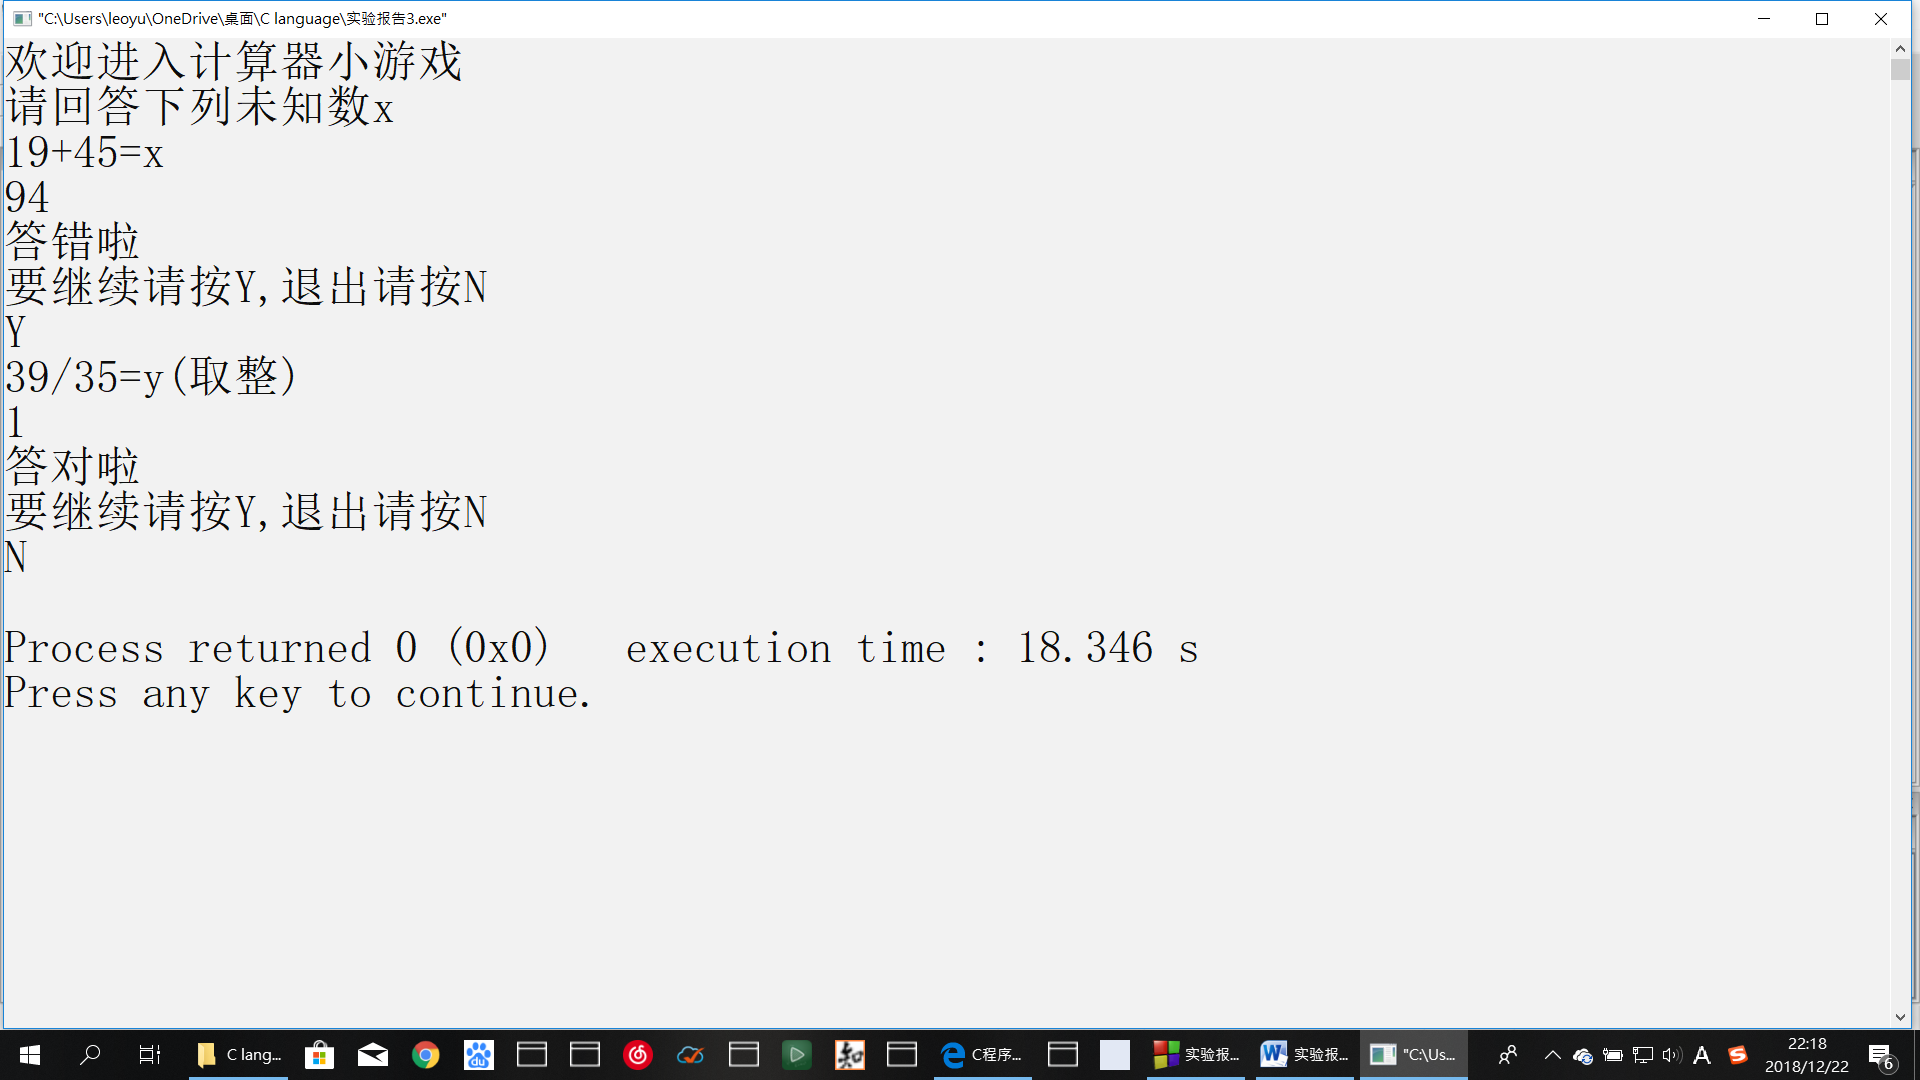 "C:\Users\leoyu\OneDrive\桌面\C language\实验报告3.exe"
欢迎进入计算器小游戏
请回答下列未知数x
19+45=x
94
答错啦
要继续请按Y,退出请按N
Y
39/35=y(取整)
1
答对啦
要继续请按Y,退出请按N
N
Process returned 0 (0x0)   execution time : 18.346 s
Press any key to continue.
C lang...
du
知
C程序...
实验报...
实验报...
"C:\Us...
A
22:18
2018/12/22
6